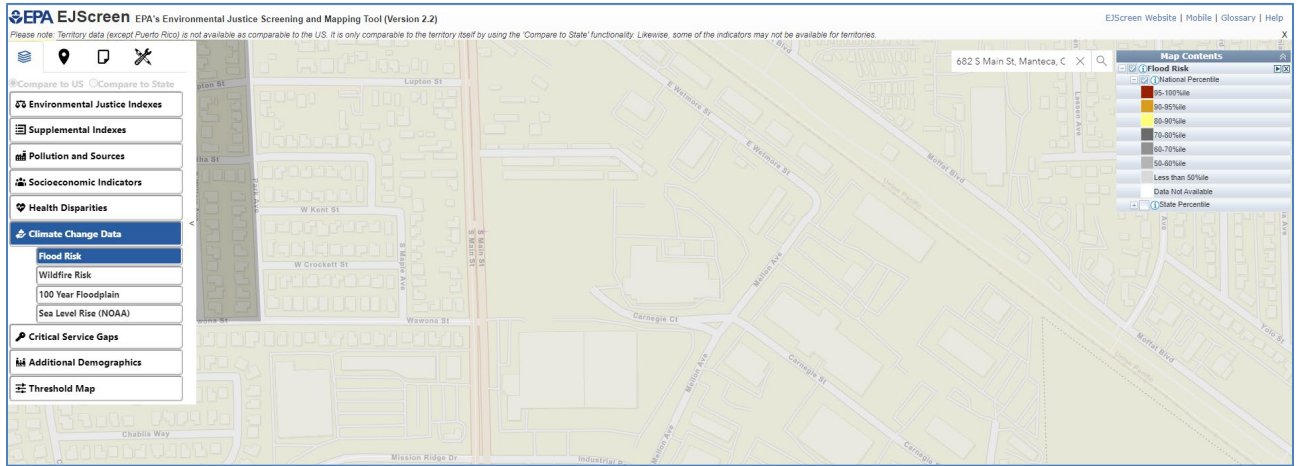 EPA EJScreen EPA's Environmental Justice Screening and Mapping Tool (Version 2.2)
EJScreen Website | Mobile | Glossary | Help
Please note: Territory data (except Puerto Rico) is not available as comparable to the US. It is only comparable to the territory itself by using the 'Compare to State' functionality. Likewise, some of the indicators may not be available for territories.
X
Compare to US Compare to State
Environmental Justice Indexes
Supplemental Indexes
Pollution and Sources
Socioeconomic Indicators
Health Disparities
Climate Change Data
Flood Risk
Wildfire Risk
100 Year Floodplain
Sea Level Rise (NOAA)
Critical Service Gaps
Additional Demographics
Threshold Map
<
682 S Main St, Manteca, C
Map Contents
Flood Risk
National Percentile
95-100%ile
90-95%ile
80-90%ile
70-80%ile
60-70%ile
50-60%ile
Less than 50%ile
Data Not Available
State Percentile
Lupton St
E Wetmore St
E Wetmore St
Moffat Blvd
Union Pacific
Lassen Ave
Park Ave
W Kent St
W Crockett St
S Maple Ave
S Main St
S Main St
Wawona St
Mellon Ave
Carnegie Ct
Carnegie St
Mellon Ave
Moffat Blvd
Union Pacific
Yolo St
Chablis Way
Mission Ridge Dr
Industrial
Mellon Ave
Carnegie